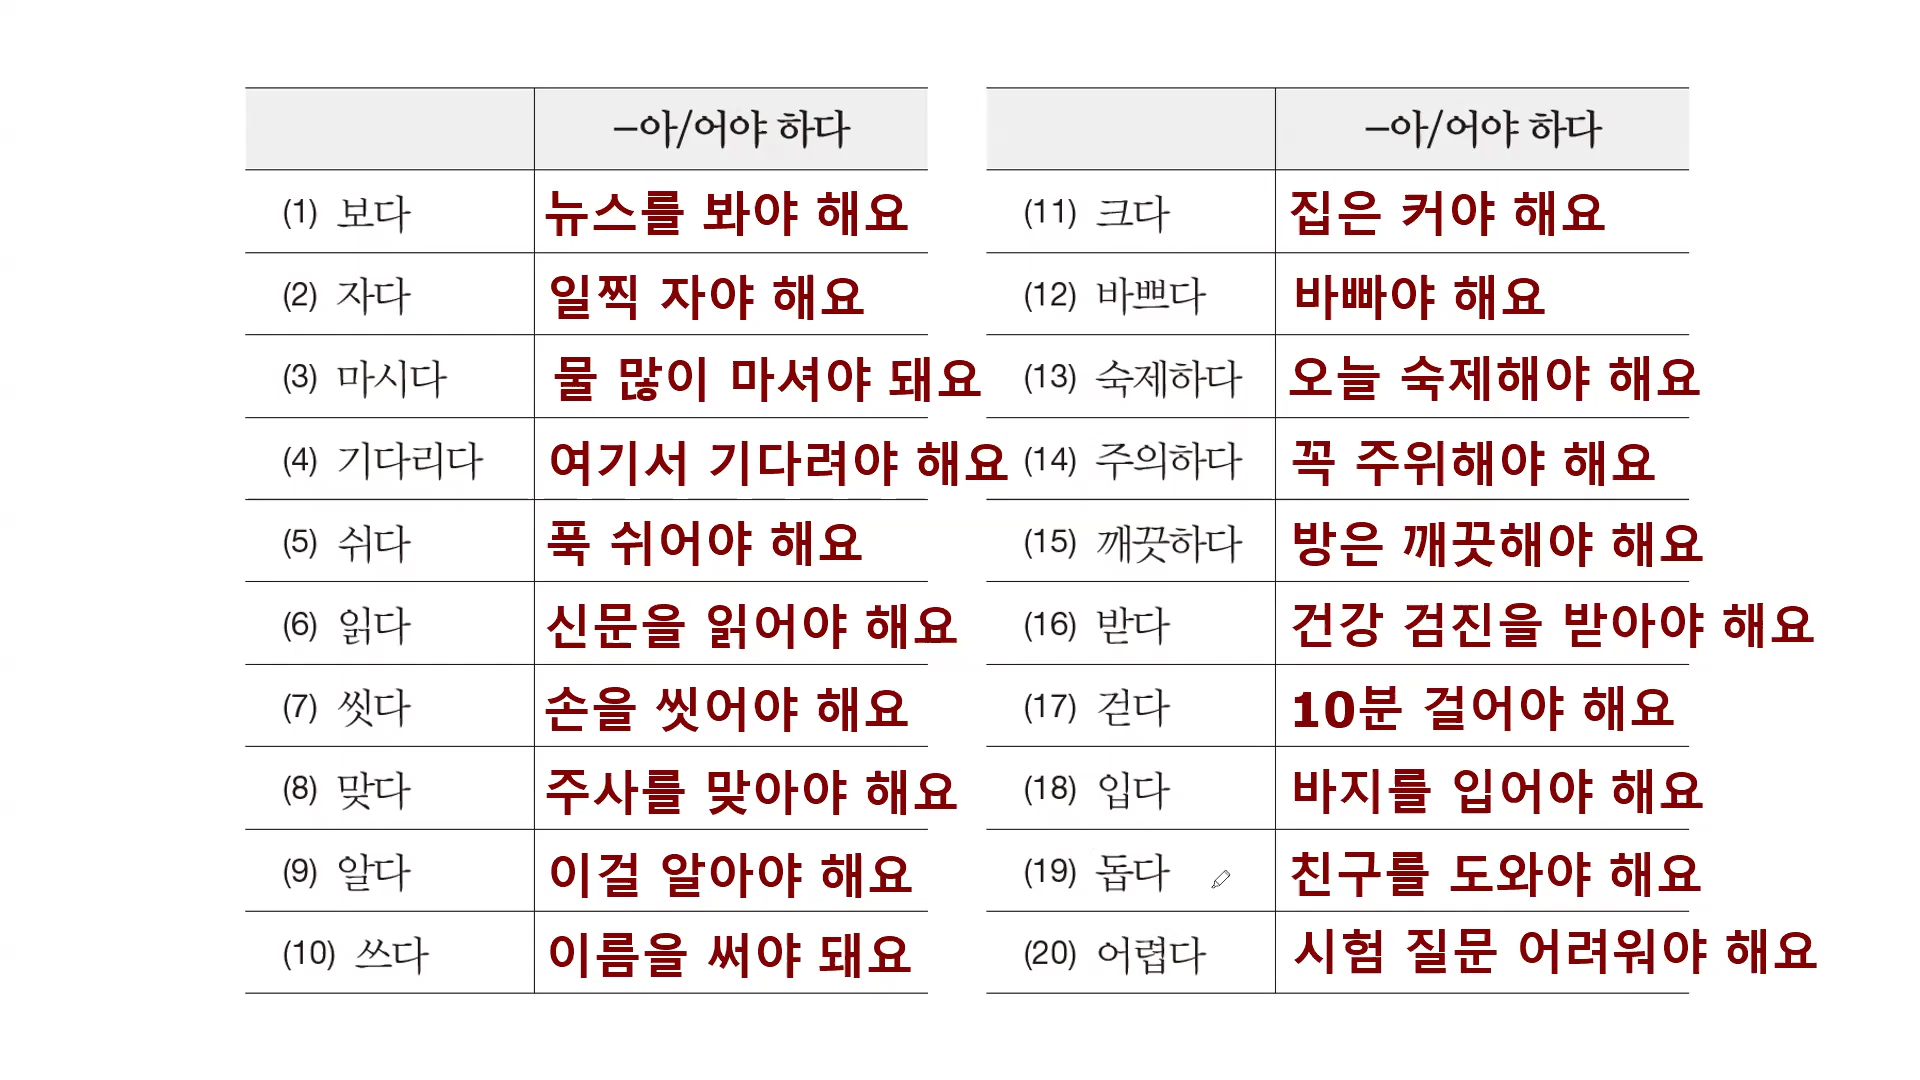 –아/어야 하다
(1) 보다 뉴스를 봐야 해요
(2) 자다 일찍 자야 해요
(3) 마시다 물 많이 마셔야 돼요
(4) 기다리다 여기서 기다려야 해요
(5) 쉬다 푹 쉬어야 해요
(6) 읽다 신문을 읽어야 해요
(7) 씻다 손을 씻어야 해요
(8) 맞다 주사를 맞아야 해요
(9) 알다 이걸 알아야 해요
(10) 쓰다 이름을 써야 돼요
–아/어야 하다
(11) 크다 집은 커야 해요
(12) 바쁘다 바빠야 해요
(13) 숙제하다 오늘 숙제해야 해요
(14) 주의하다 꼭 주위해야 해요
(15) 깨끗하다 방은 깨끗해야 해요
(16) 받다 건강 검진을 받아야 해요
(17) 걷다 10분 걸어야 해요
(18) 입다 바지를 입어야 해요
(19) 돕다 친구를 도와야 해요
(20) 어렵다 시험 질문 어려워야 해요